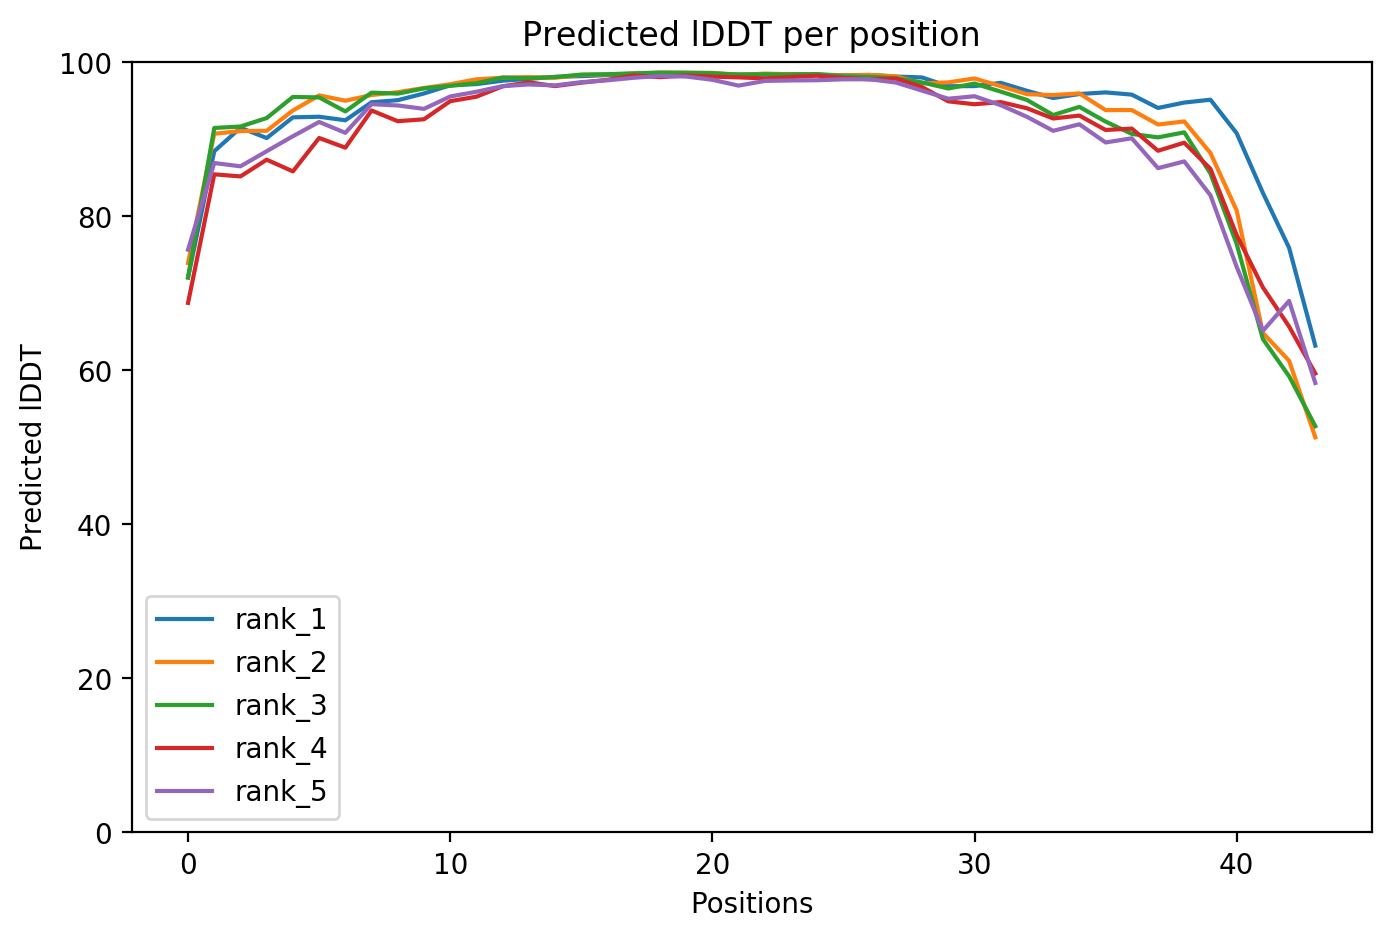 Predicted lDDT per position
100
80
60
40
20
0
Predicted lDDT
rank_1
rank_2
rank_3
rank_4
rank_5
0 10 20 30 40
Positions